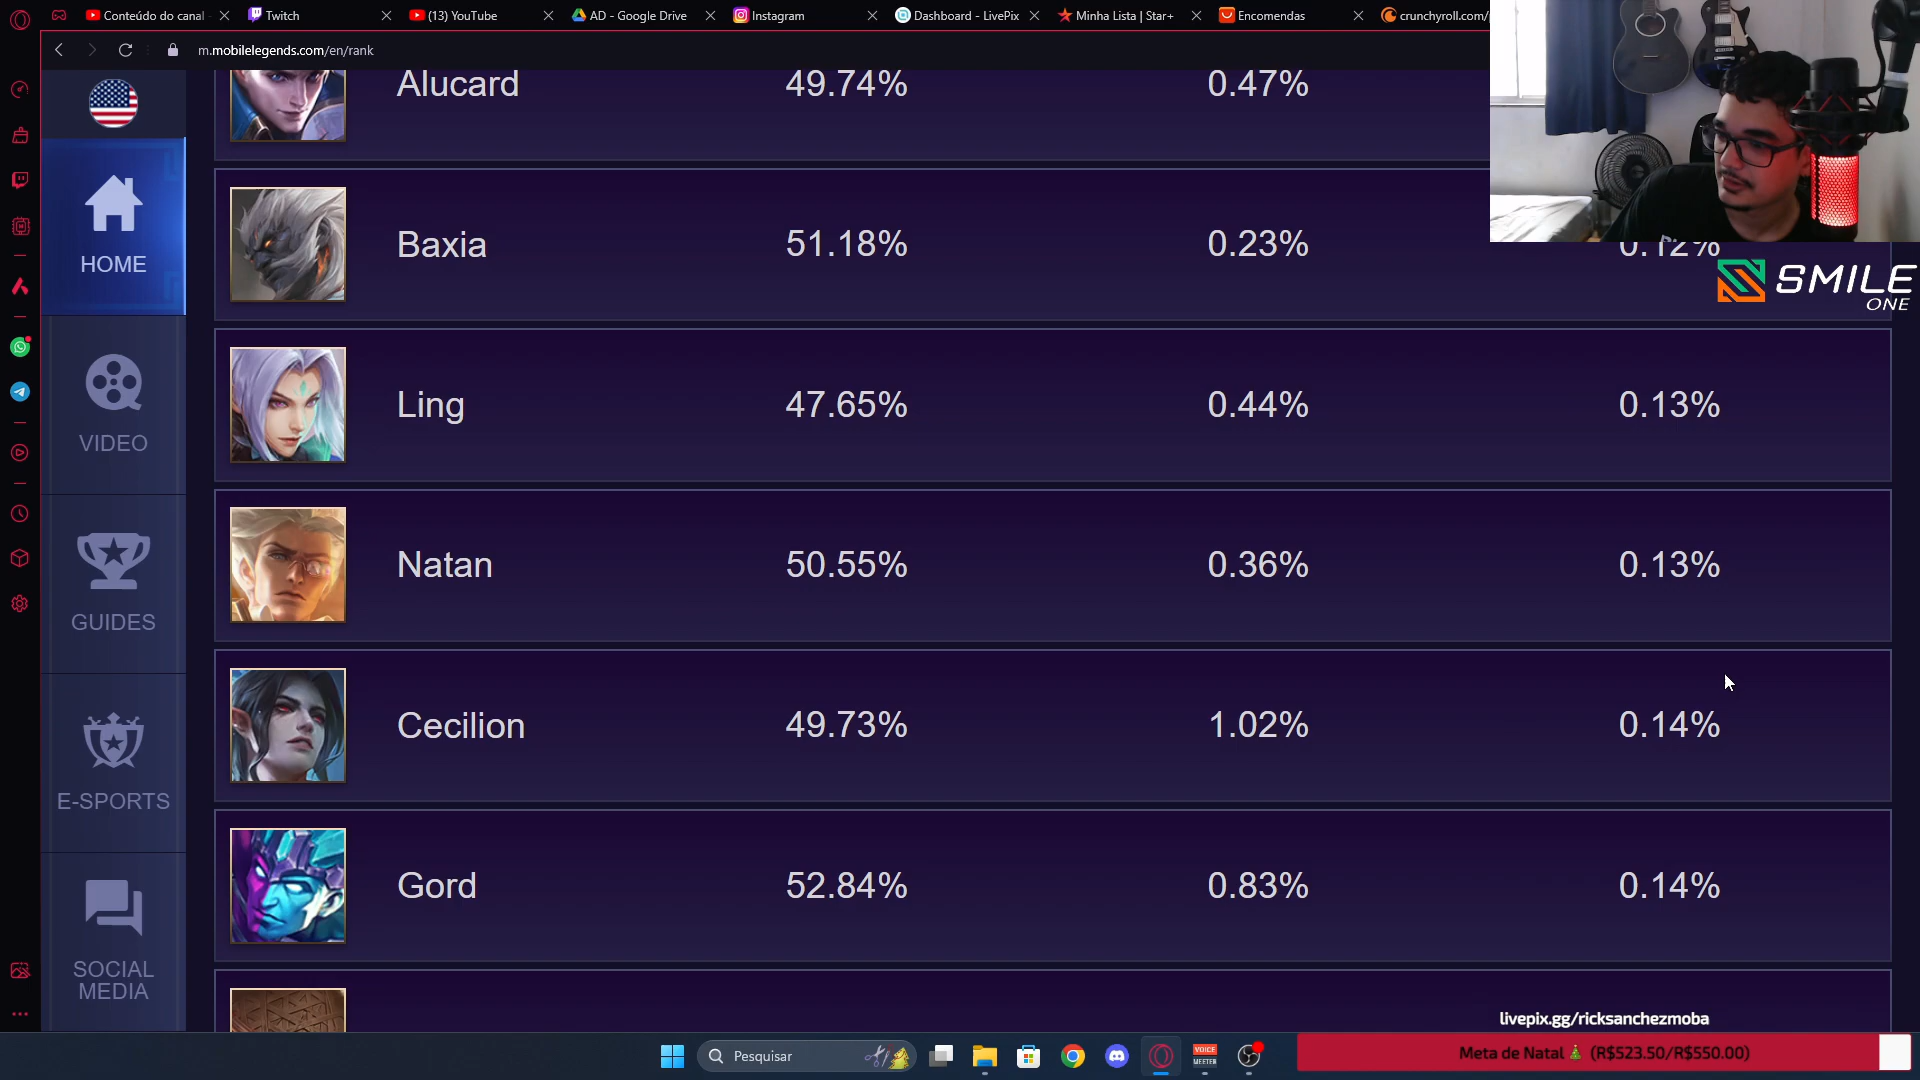 Conteúdo do canal
Twitch
(13) YouTube
AD - Google Drive
Instagram
Dashboard - LivePix
Minha Lista | Star+
Encomendas
crunchyroll.com/
m.mobilelegends.com/en/rank
HOME
VIDEO
GUIDES
E-SPORTS
SOCIAL
MEDIA
Alucard 49.74% 0.47%
Baxia 51.18% 0.23% 0.12%
SMILE
ONE
Ling 47.65% 0.44% 0.13%
Natan 50.55% 0.36% 0.13%
Cecilion 49.73% 1.02% 0.14%
Gord 52.84% 0.83% 0.14%
livepix.gg/ricksanchezmoba
Pesquisar
VOICE
MEETER
Meta de Natal🎄 (R$523.50/R$550.00)